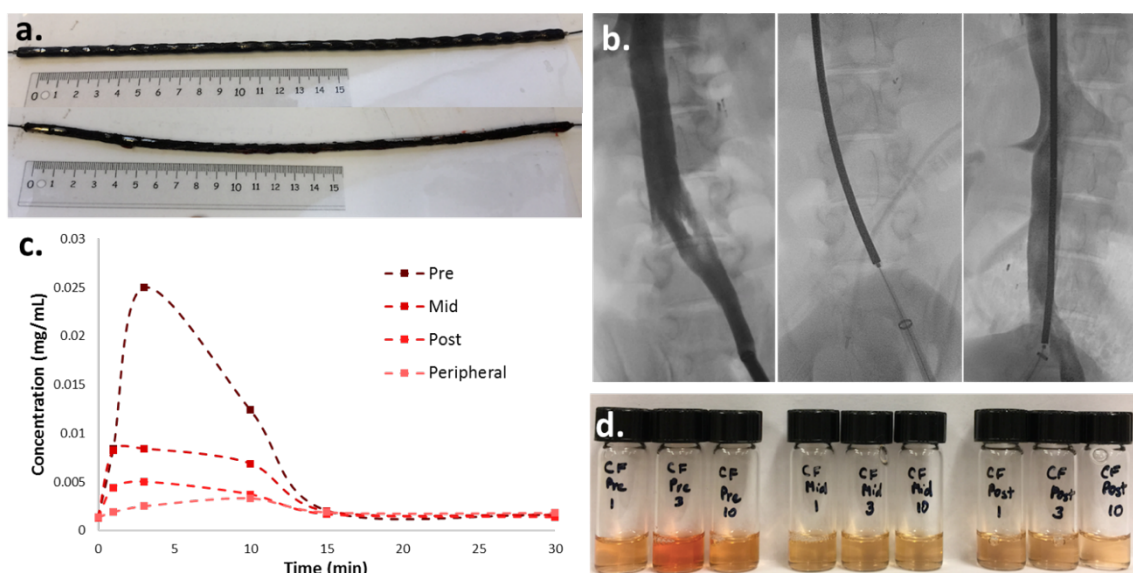 a.
0 1 2 3 4 5 6 7 8 9 10 11 12 13 14 15
0 1 2 3 4 5 6 7 8 9 10 11 12 13 14 15
b.
c.
0.03
0.025
0.02
0.015
0.01
0.005
0
Concentration (mg/mL)
Pre
Mid
Post
Peripheral
0 5 10 15 20 25 30
Time (min)
d.
CF Pre 1
CF Pre 3
CF Pre 10
CF Mid 1
CF Mid 3
CF Mid 10
CF Post 1
CF Post 3
CF Post 10